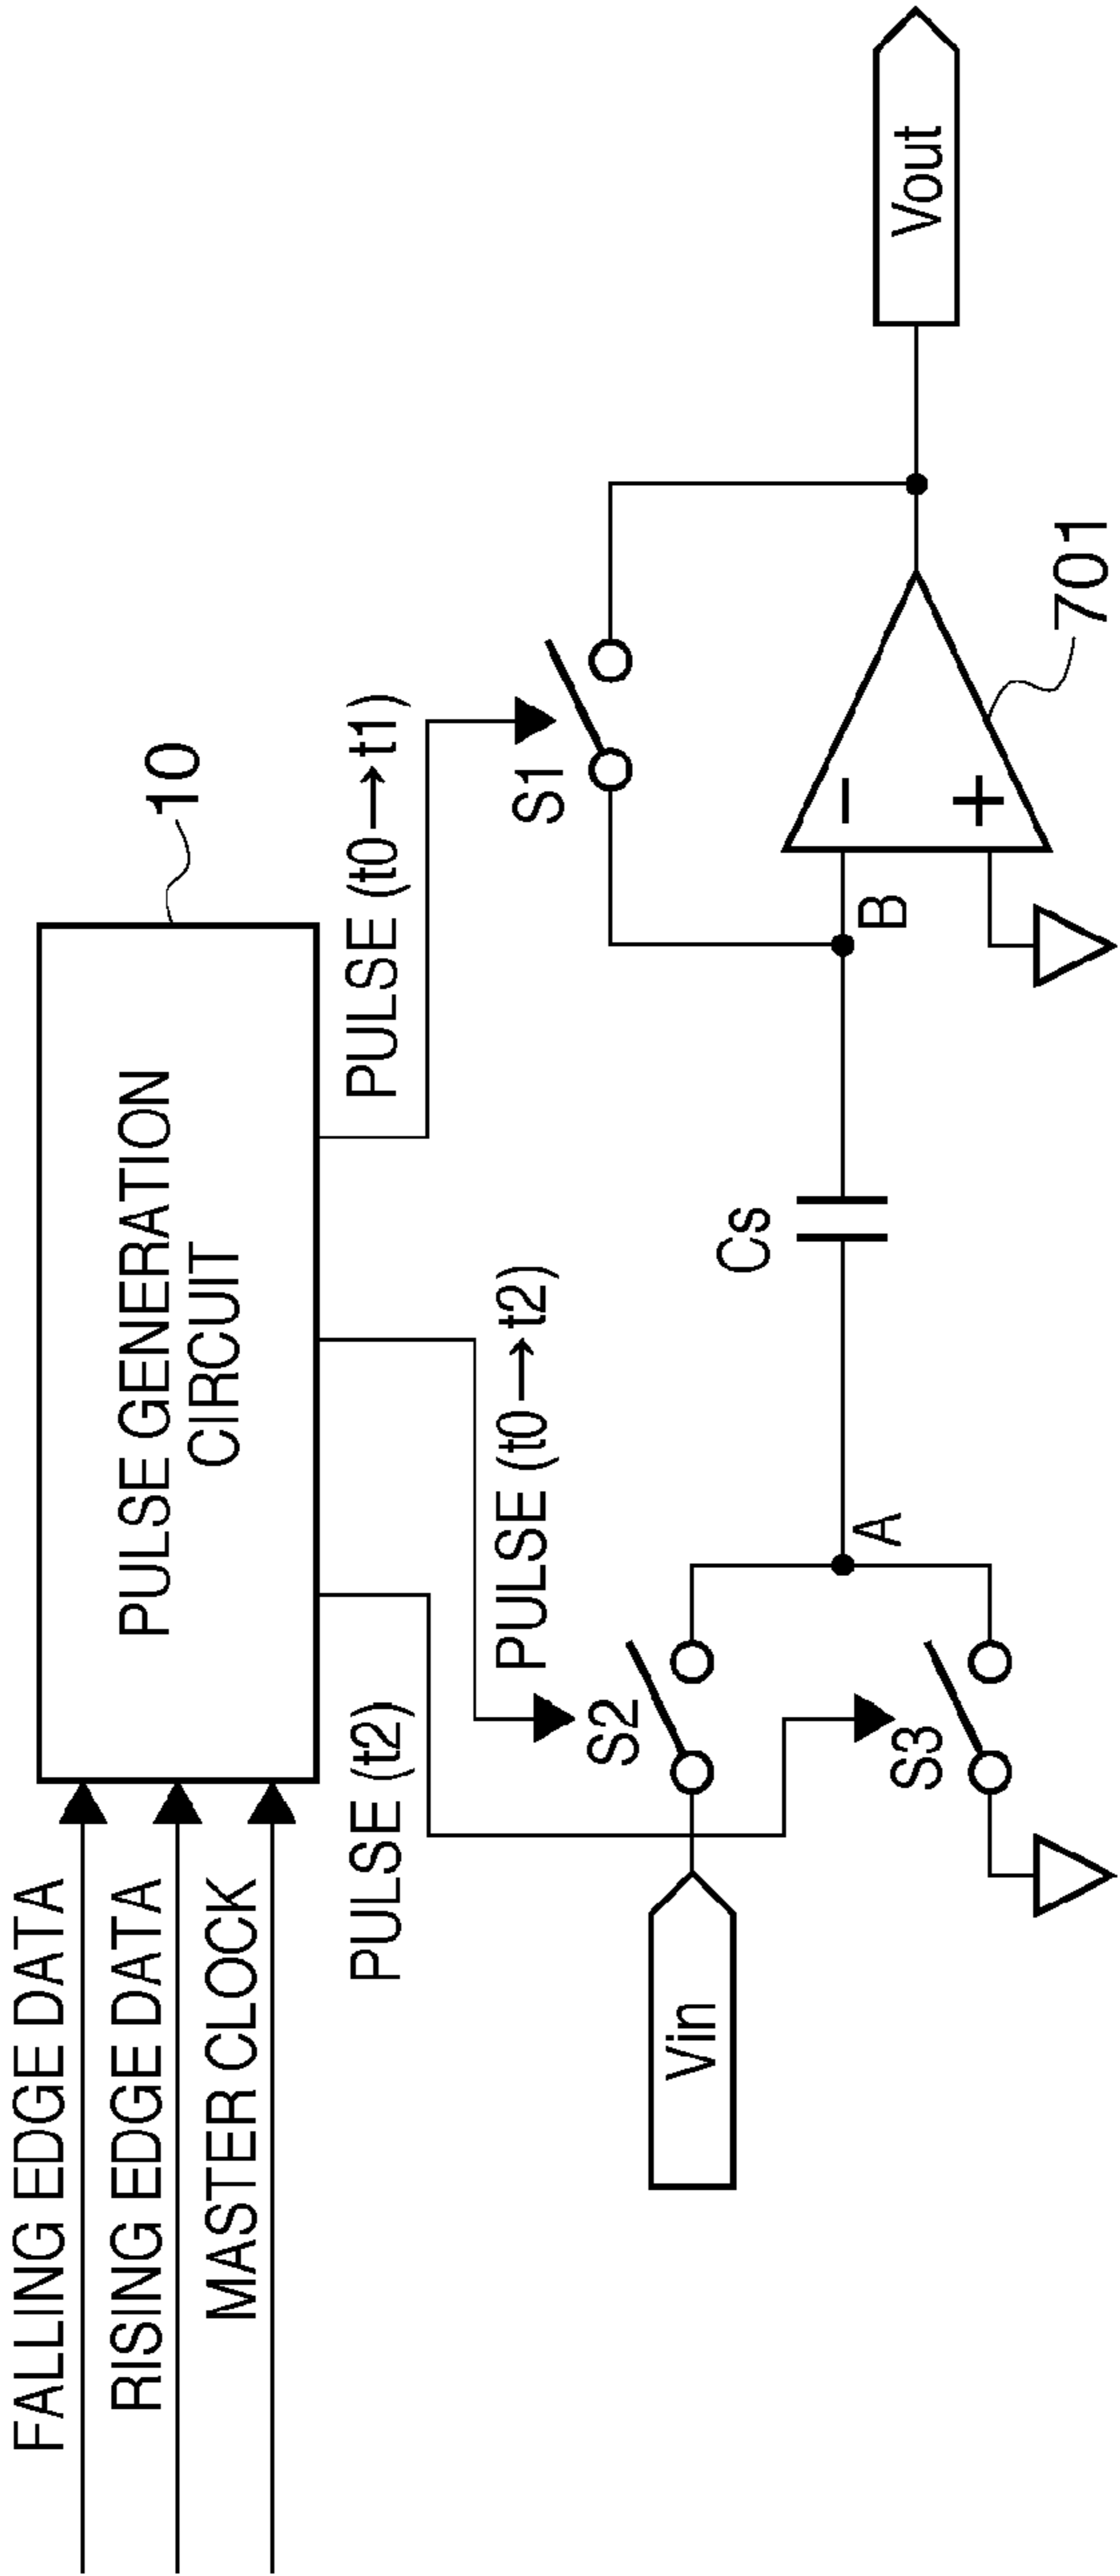 FALLING EDGE DATA
RISING EDGE DATA
MASTER CLOCK
PULSE GENERATION
CIRCUIT
10
PULSE (t2)
PULSE (t0→t2)
PULSE (t0→t1)
S1
S2
S3
Vin
A
Cs
B
−
+
701
Vout